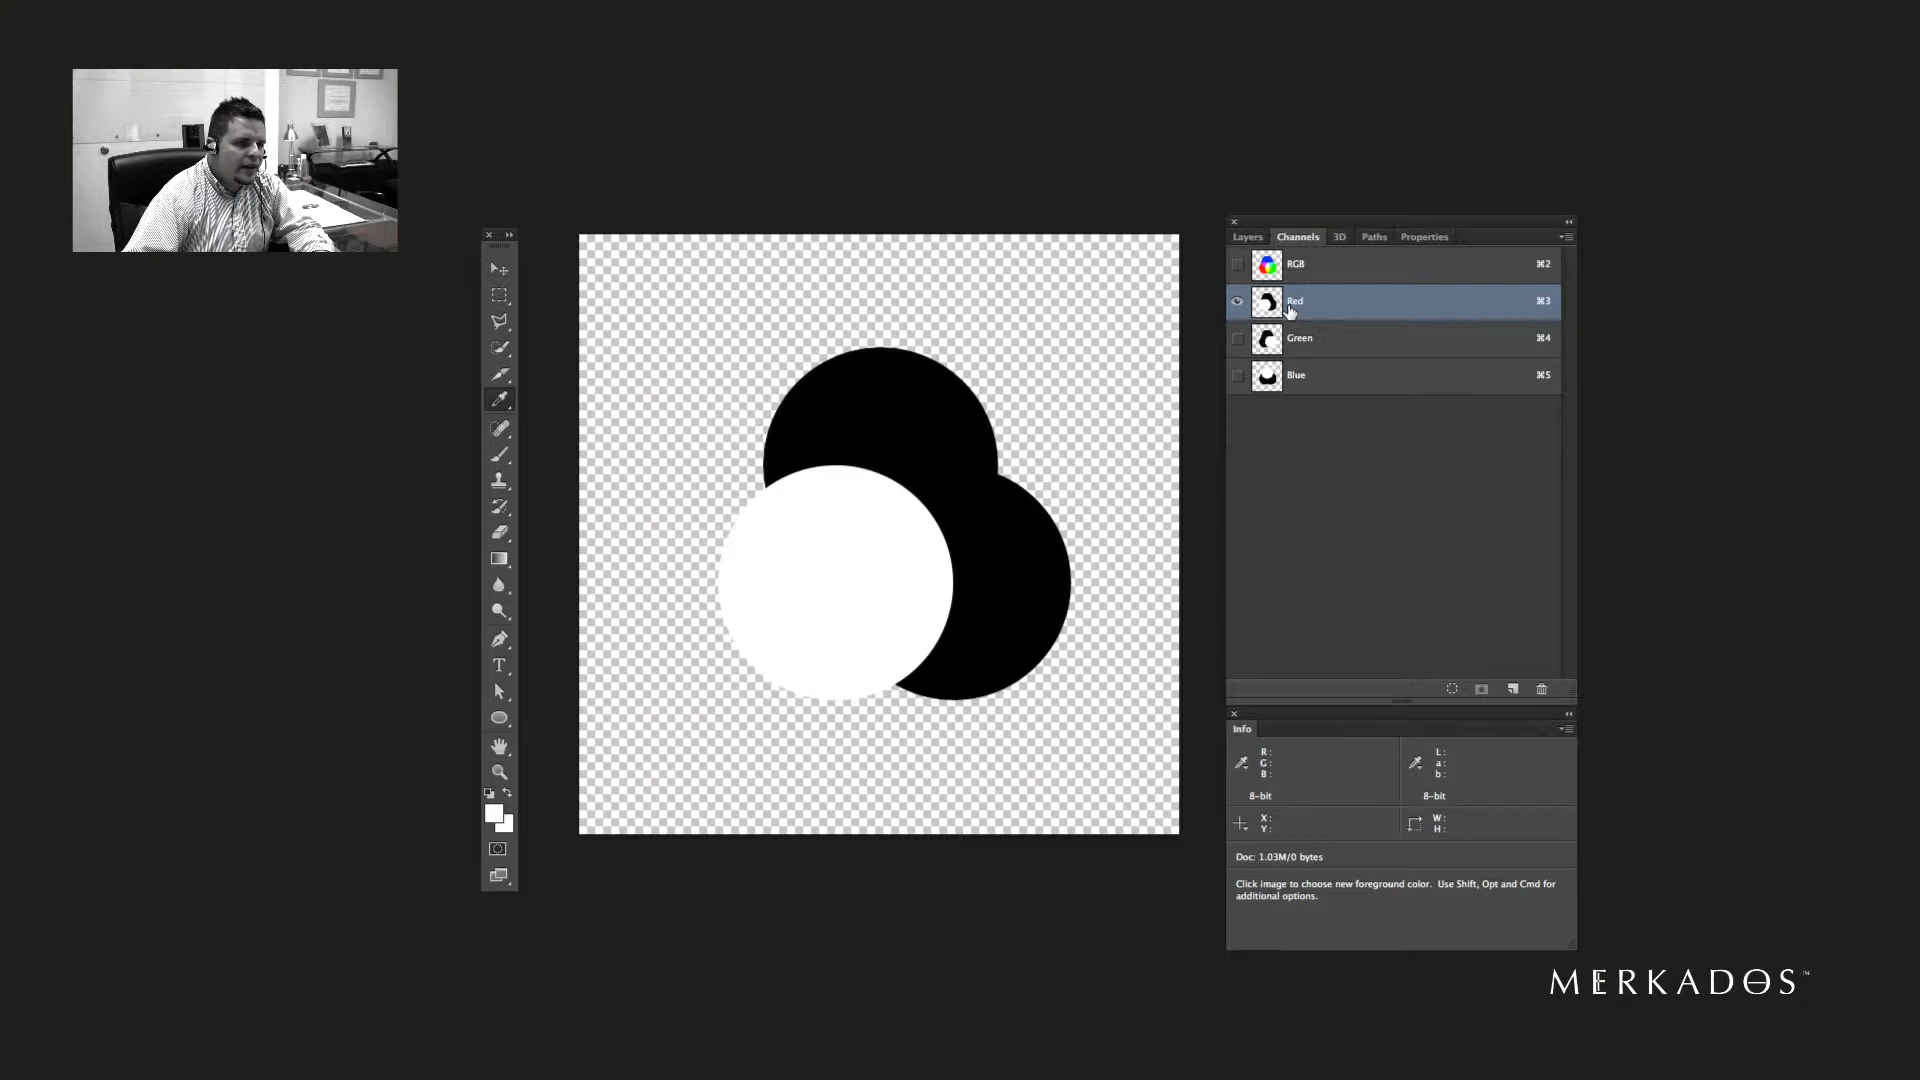 Layers Channels 3D Paths Properties
RGB ⌘2
Red ⌘3
Green ⌘4
Blue ⌘5
Info
R: L:
G: a:
B: b:
8-bit 8-bit
X: W:
Y: H:
Doc: 1.03M/0 bytes
Click image to choose new foreground color. Use Shift, Opt and Cmd for
additional options.
MERKADOS™